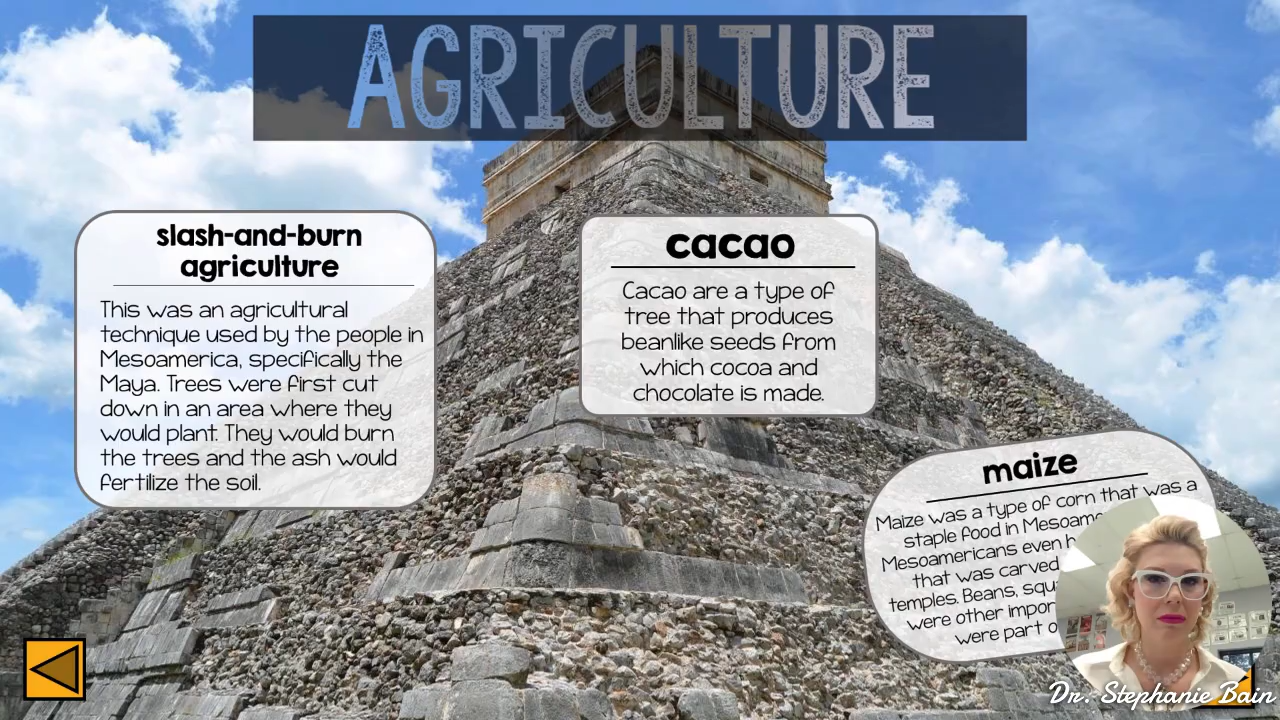 AGRICULTURE
slash-and-burn
agriculture
This was an agricultural
technique used by the people in
Mesoamerica, specifically the
Maya. Trees were first cut
down in an area where they
would plant. They would burn
the trees and the ash would
fertilize the soil.
cacao
Cacao are a type of
tree that produces
beanlike seeds from
which cocoa and
chocolate is made.
maize
Maize was a type of corn that was a
staple food in
Mesoamericans even
that was carved
temples. Beans,
were other
were part
Dr. Stephanie Bain